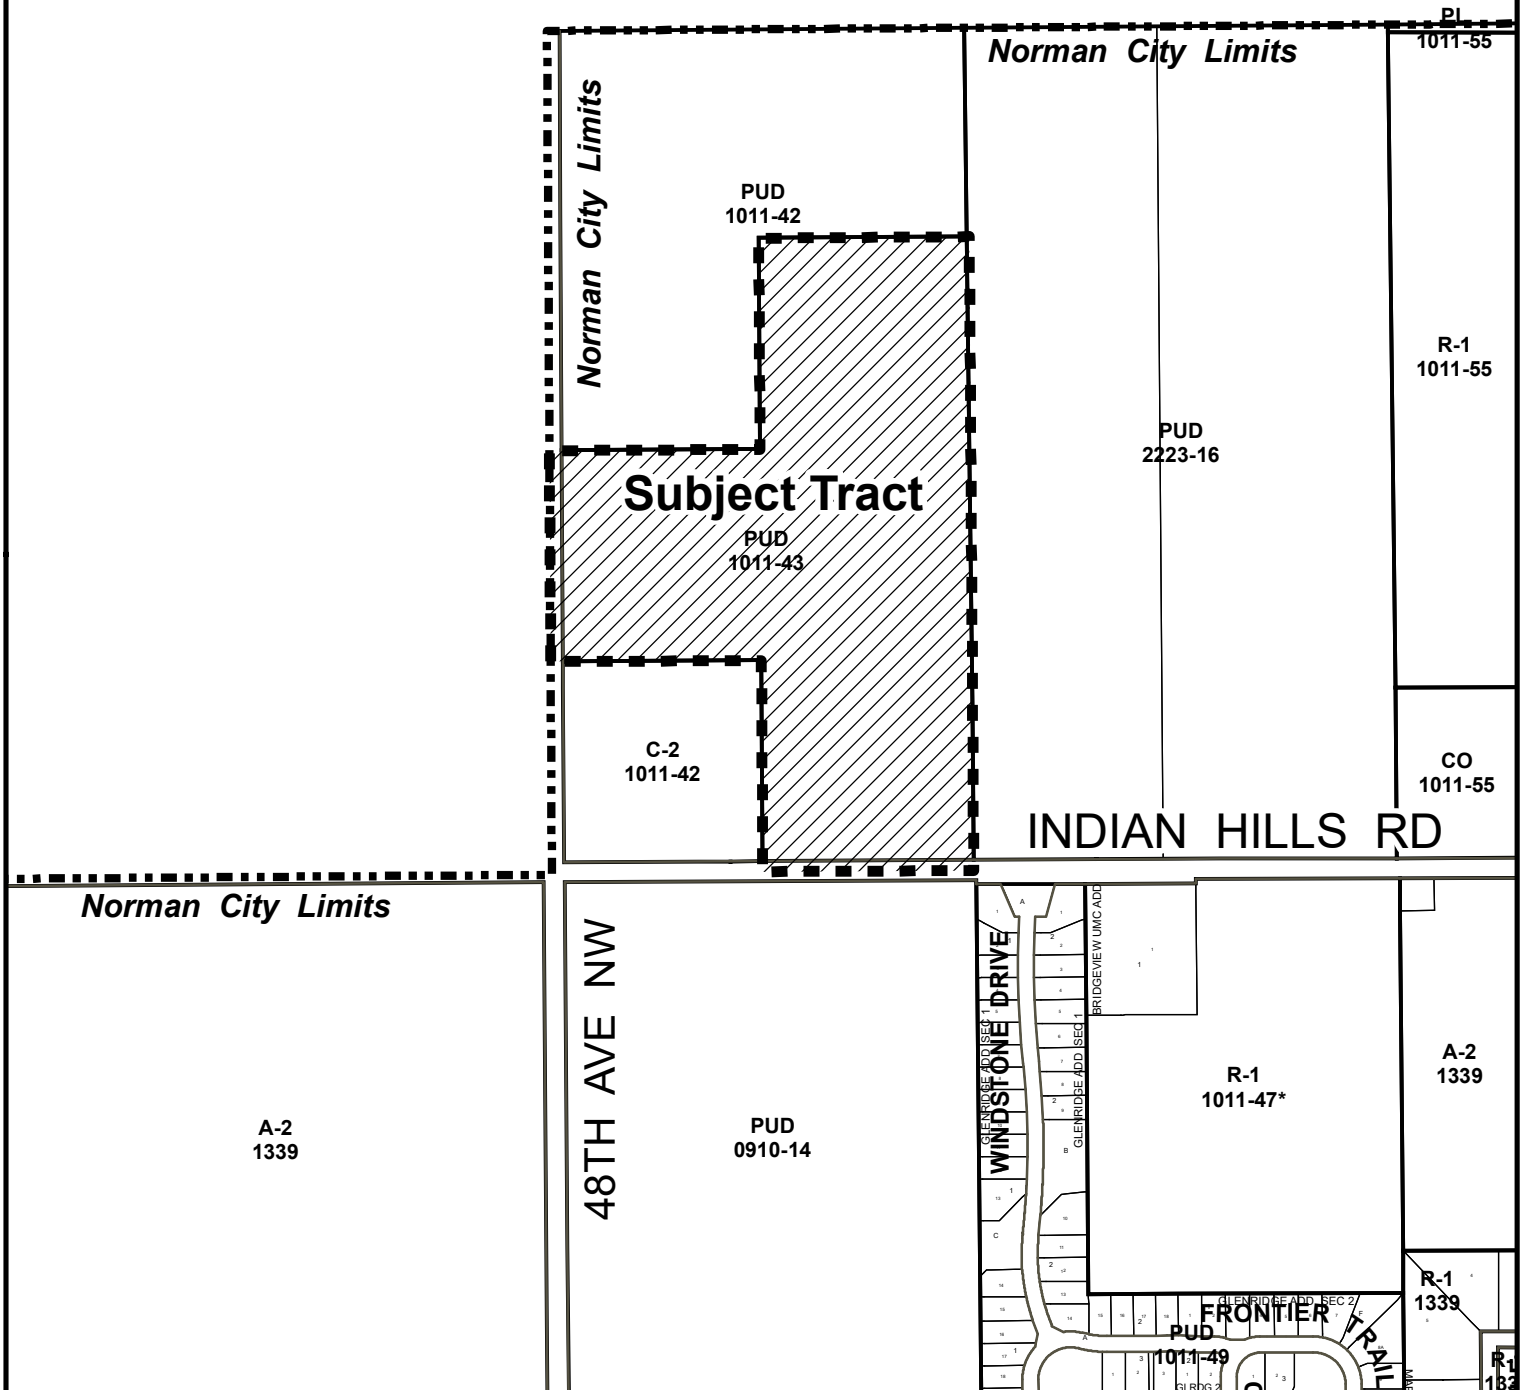 PL
1011-55
Norman City Limits
Norman City Limits
PUD
1011-42
R-1
1011-55
PUD
2223-16
Subject Tract
PUD
1011-43
C-2
1011-42
CO
1011-55
INDIAN HILLS RD
Norman City Limits
48TH AVE NW
WINDSTONE DRIVE
GLENRIDGE ADD SEC 1
GLENRIDGE ADD SEC 1
BRIDGEVIEW UMC ADD
A-2
1339
R-1
1011-47*
A-2
1339
PUD
0910-14
R-1
1339
GLENRIDGE ADD SEC 2
FRONTIER TRAIL
PUD
1011-49
GLRDG 2